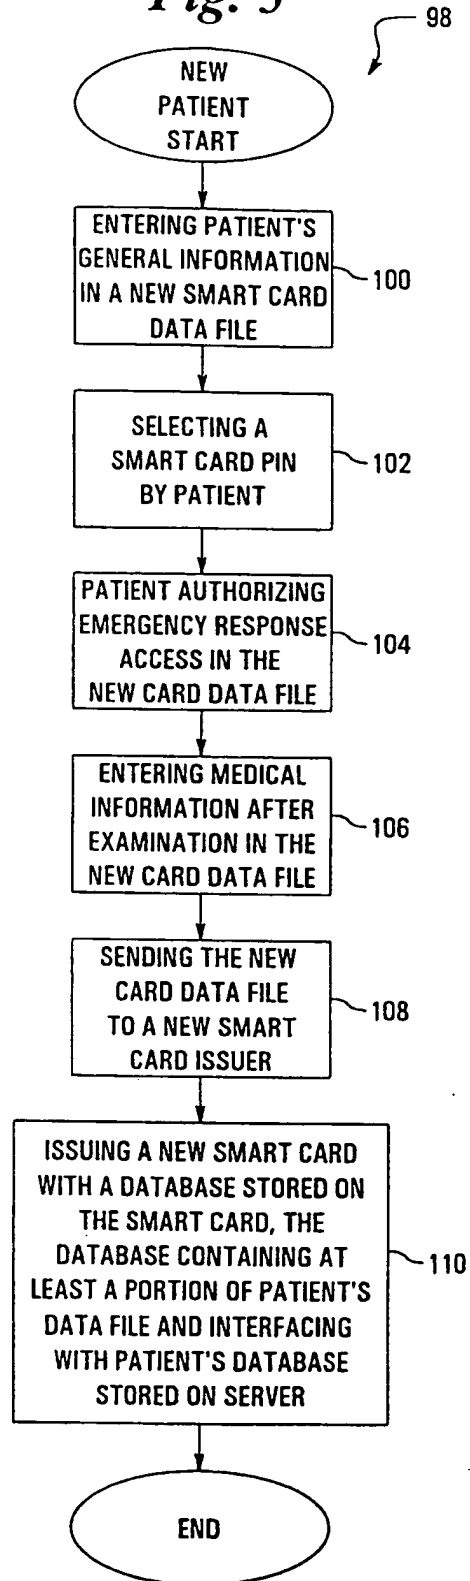 98
NEW
PATIENT
START
ENTERING PATIENT'S
GENERAL INFORMATION
IN A NEW SMART CARD
DATA FILE
100
SELECTING A
SMART CARD PIN
BY PATIENT
102
PATIENT AUTHORIZING
EMERGENCY RESPONSE
ACCESS IN THE
NEW CARD DATA FILE
104
ENTERING MEDICAL
INFORMATION AFTER
EXAMINATION IN THE
NEW CARD DATA FILE
106
SENDING THE NEW
CARD DATA FILE
TO A NEW SMART
CARD ISSUER
108
ISSUING A NEW SMART CARD
WITH A DATABASE STORED ON
THE SMART CARD, THE
DATABASE CONTAINING AT
LEAST A PORTION OF PATIENT'S
DATA FILE AND INTERFACING
WITH PATIENT'S DATABASE
STORED ON SERVER
110
END